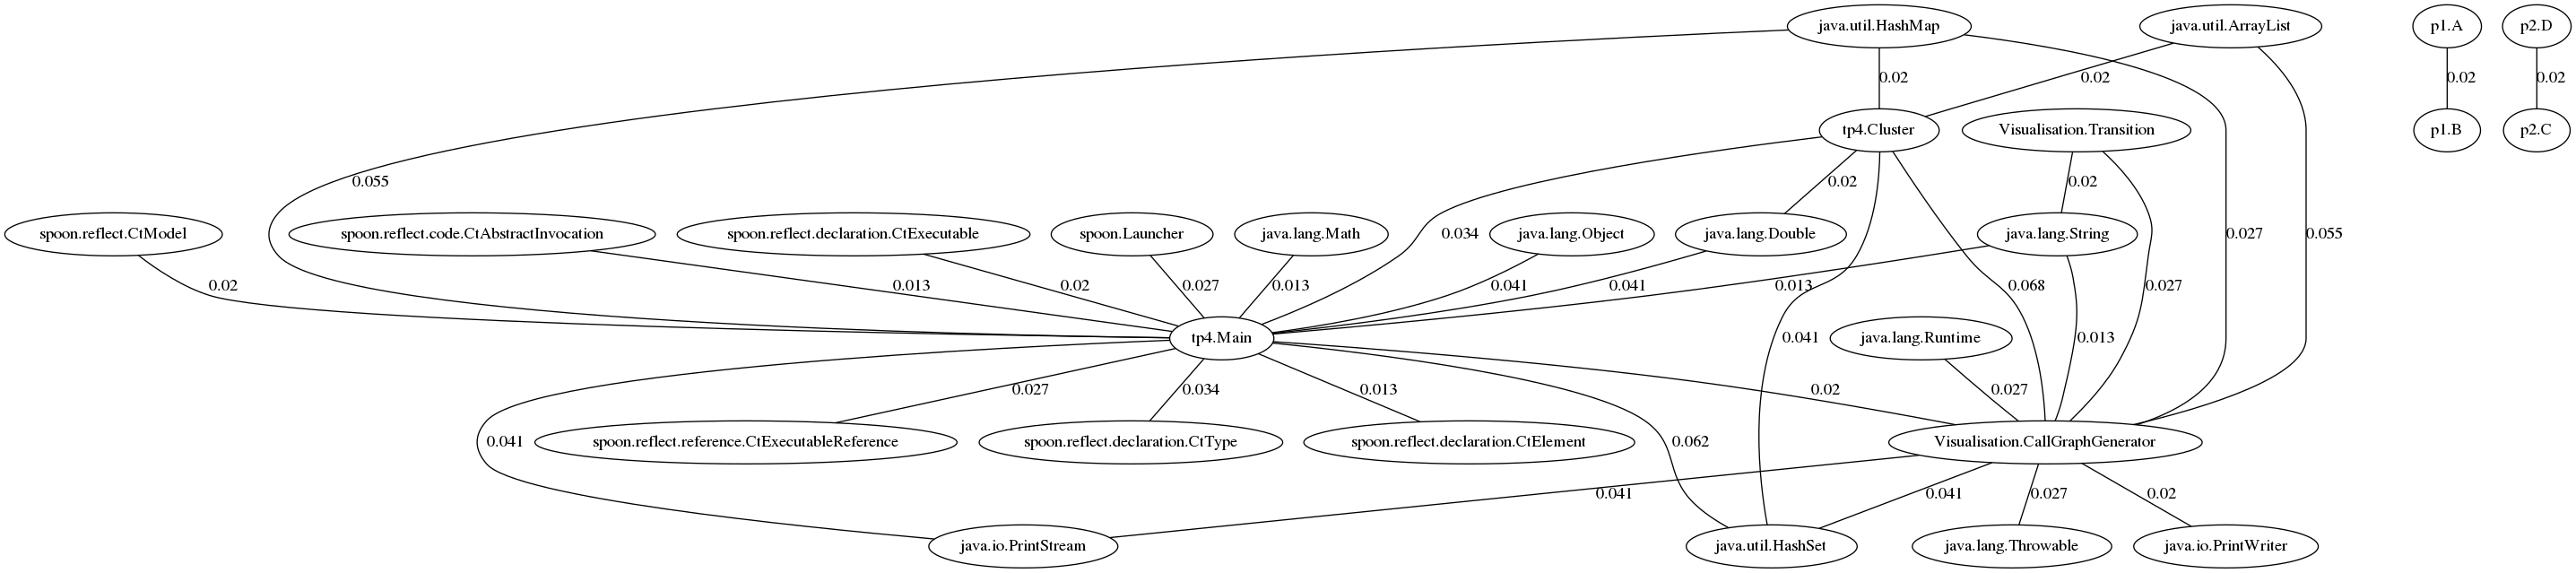 java.util.HashMap
java.util.ArrayList
p1.A
p2.D
0.02
0.02
0.02
0.02
tp4.Cluster
Visualisation.Transition
p1.B
p2.C
0.055
0.02
0.02
spoon.reflect.CtModel
spoon.reflect.code.CtAbstractInvocation
spoon.reflect.declaration.CtExecutable
spoon.Launcher
java.lang.Math
0.034
java.lang.Object
java.lang.Double
java.lang.String
0.027
0.055
0.02
0.013
0.02
0.027
0.013
0.041
0.041
0.013
0.068
0.027
tp4.Main
0.041
java.lang.Runtime
0.013
0.027
0.034
0.013
0.02
0.027
0.041
spoon.reflect.reference.CtExecutableReference
spoon.reflect.declaration.CtType
spoon.reflect.declaration.CtElement
0.062
Visualisation.CallGraphGenerator
0.041
0.041
0.027
0.02
java.io.PrintStream
java.util.HashSet
java.lang.Throwable
java.io.PrintWriter